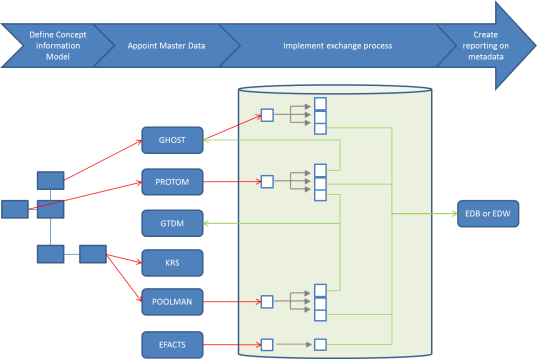 Define Concept
information
Model
Appoint Master Data
Implement exchange process
Create
reporting on
metadata
GHOST
PROTOM
GTDM
KRS
POOLMAN
EFACTS
EDB or EDW